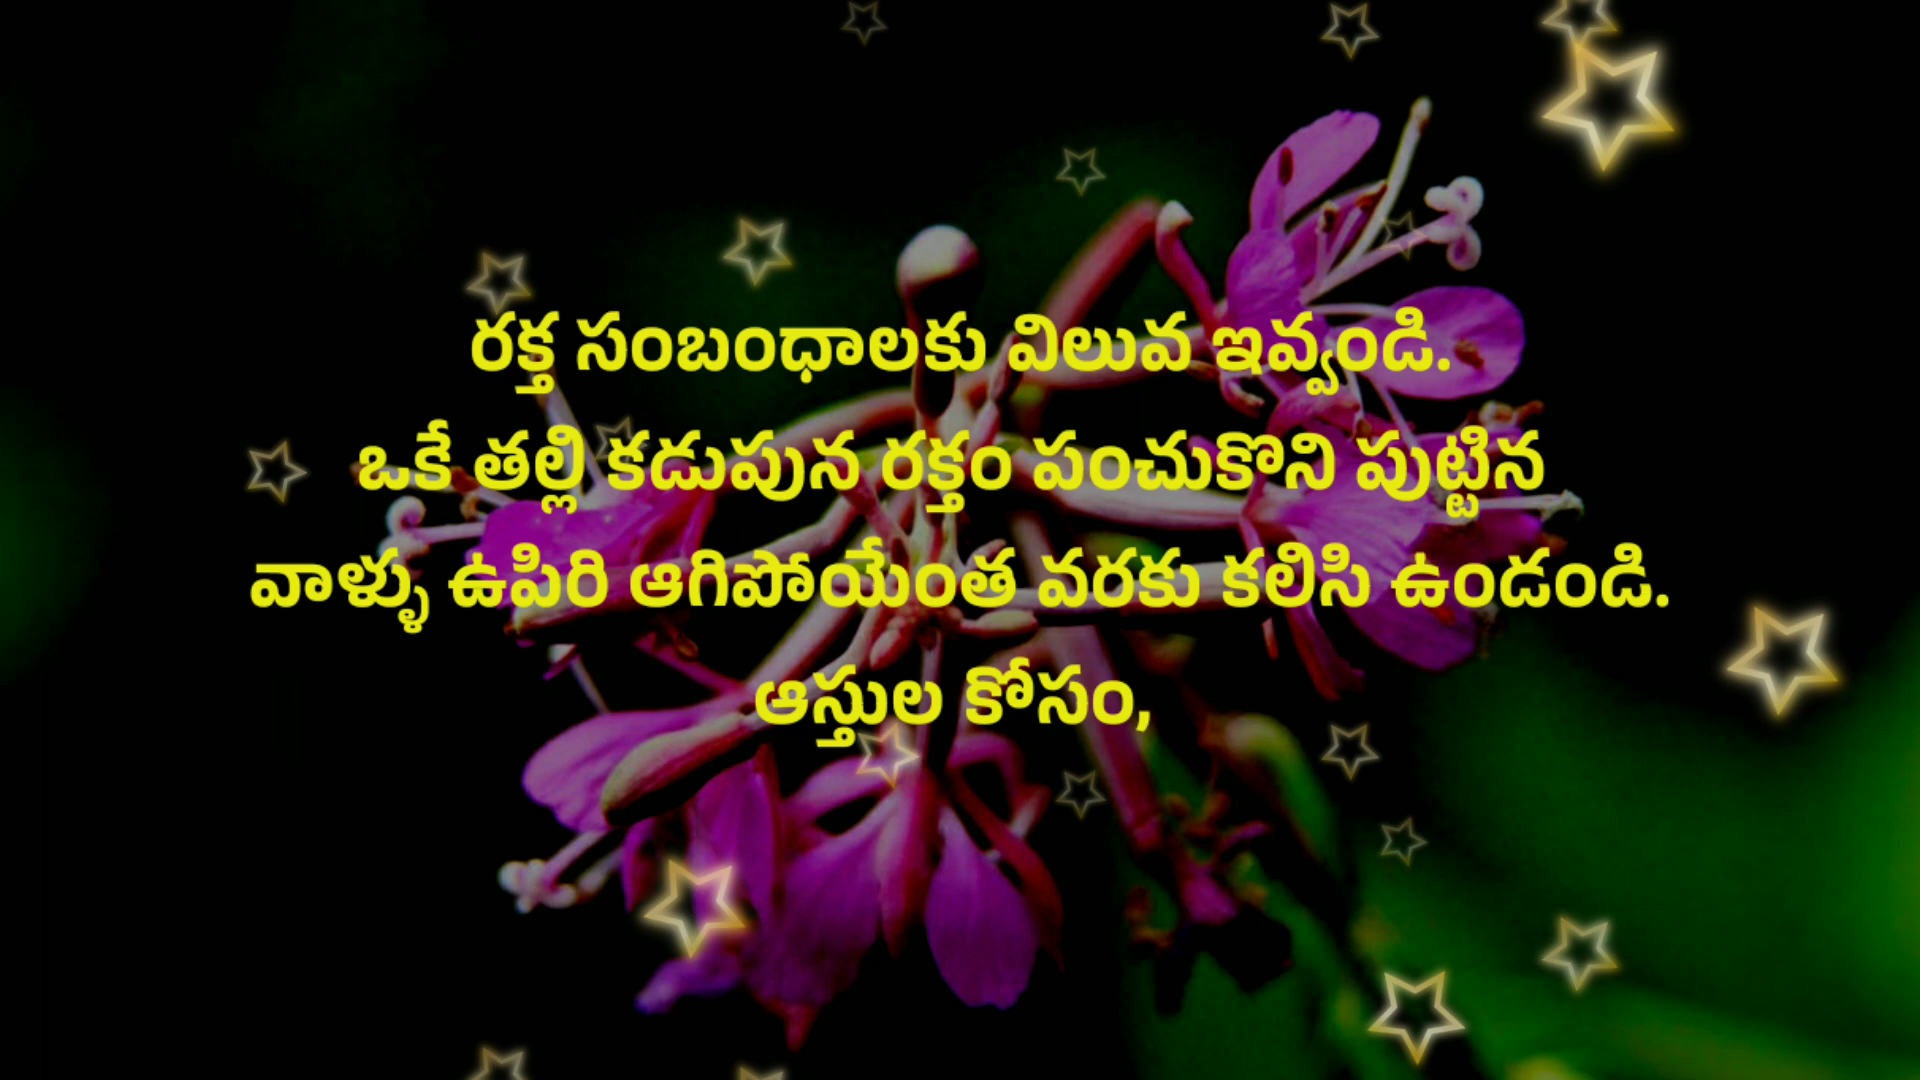 రక్త సంబంధాలకు విలువ ఇవ్వండి.
ఒకే తల్లి కడుపున రక్తం పంచుకొని పుట్టిన
వాళ్ళు ఉపిరి ఆగిపోయేంత వరకు కలిసి ఉండండి.
ఆస్తుల కోసం,